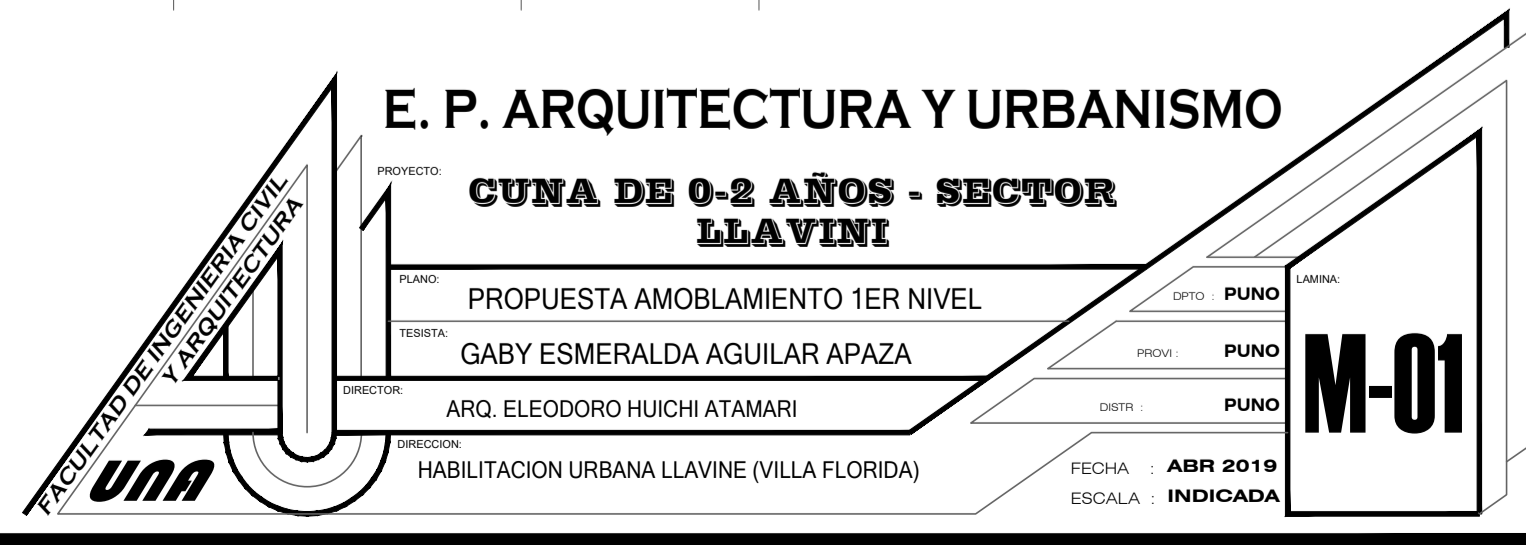 E. P. ARQUITECTURA Y URBANISMO
PROYECTO:
CUNA DE 0-2 AÑOS - SECTOR
LLAVINI
PLANO:
PROPUESTA AMOBLAMIENTO 1ER NIVEL
TESISTA:
GABY ESMERALDA AGUILAR APAZA
DIRECTOR:
ARQ. ELEODORO HUICHI ATAMARI
DIRECCION:
HABILITACION URBANA LLAVINE (VILLA FLORIDA)
FACULTAD DE INGENIERIA CIVIL
Y ARQUITECTURA
UNA
DPTO : PUNO
PROVI : PUNO
DISTR : PUNO
FECHA : ABR 2019
ESCALA : INDICADA
LAMINA:
M-01